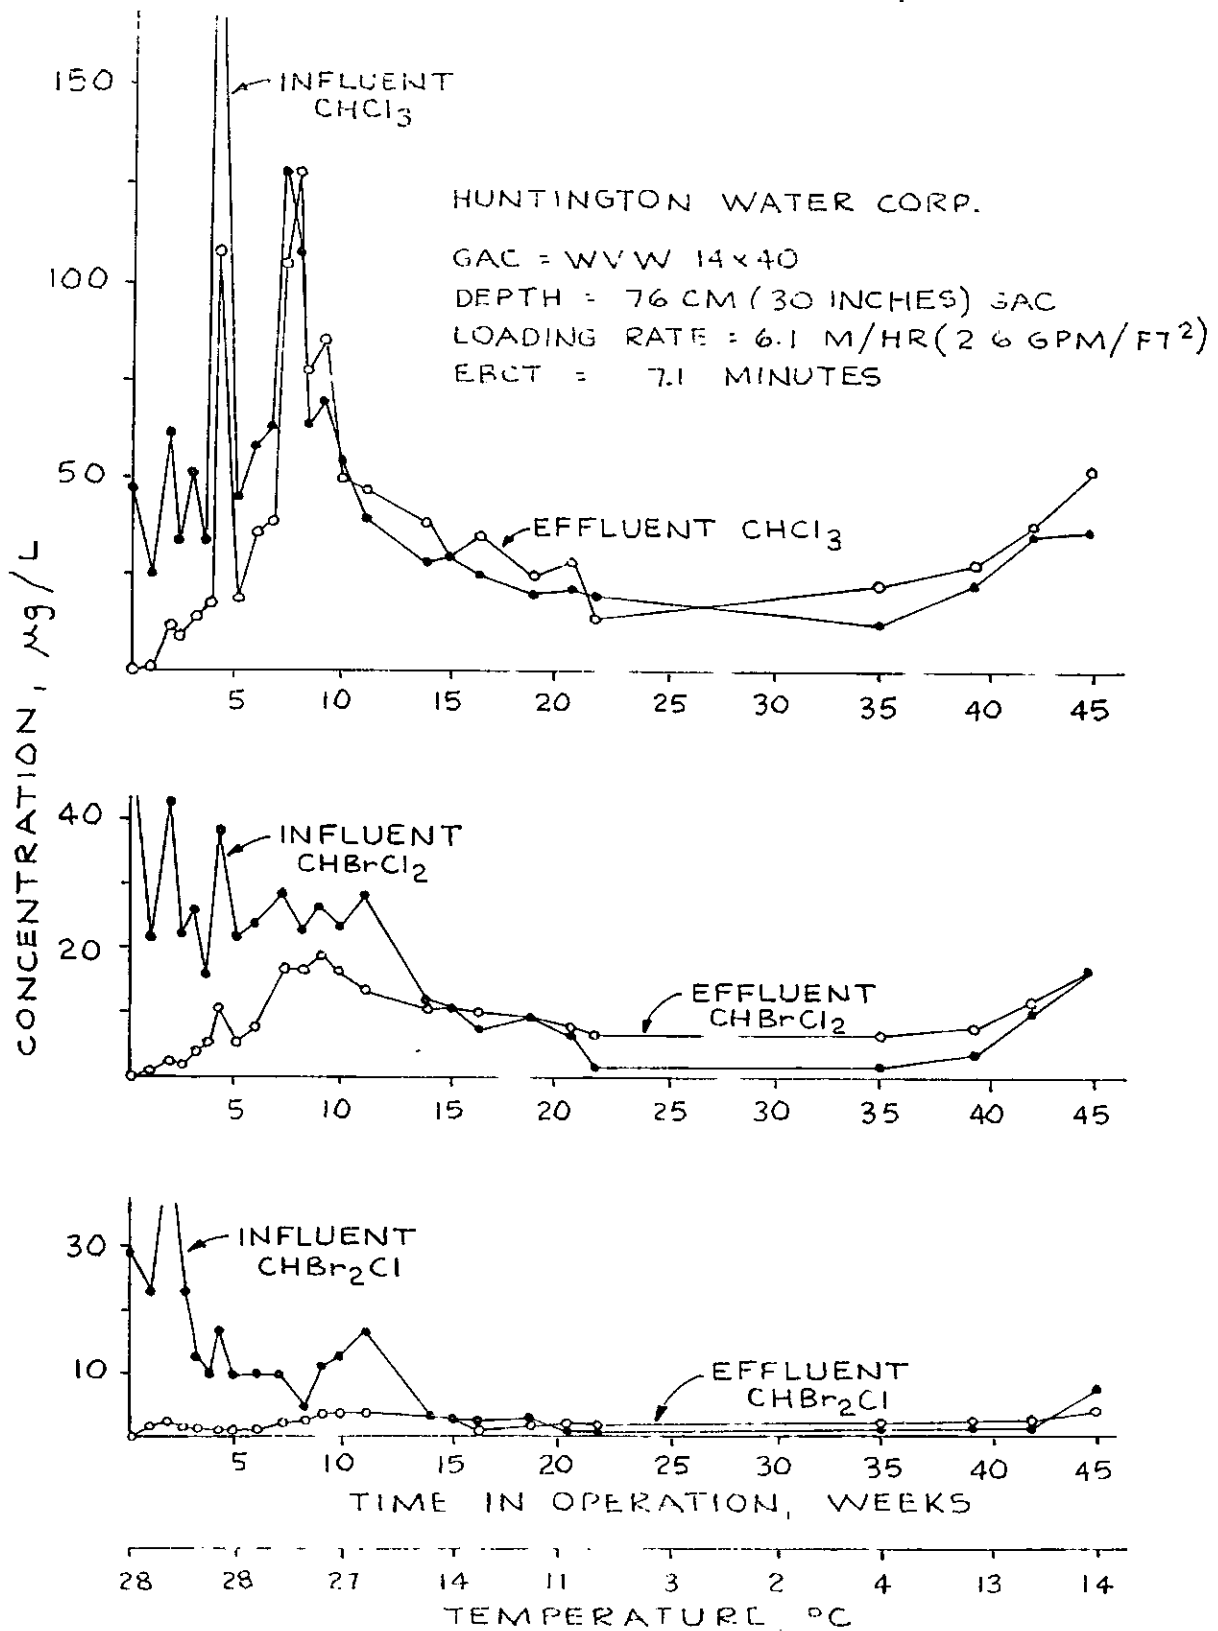 150
INFLUENT
CHCl3
HUNTINGTON WATER CORP.
GAC = WVW 14x40
100
DEPTH = 76 CM (30 INCHES) GAC
LOADING RATE = 6.1 M/HR(2 6 GPM/FT2)
EBCT = 7.1 MINUTES
50
EFFLUENT CHCl3
5 10 15 20 25 30 35 40 45
CONCENTRATION, μg/L
40
INFLUENT
CHBrCl2
20
EFFLUENT
CHBrCl2
5 10 15 20 25 30 35 40 45
30
INFLUENT
CHBr2Cl
10
EFFLUENT
CHBr2Cl
5 10 15 20 25 30 35 40 45
TIME IN OPERATION, WEEKS
28 28 27 14 11 3 2 4 13 14
TEMPERATURE, °C